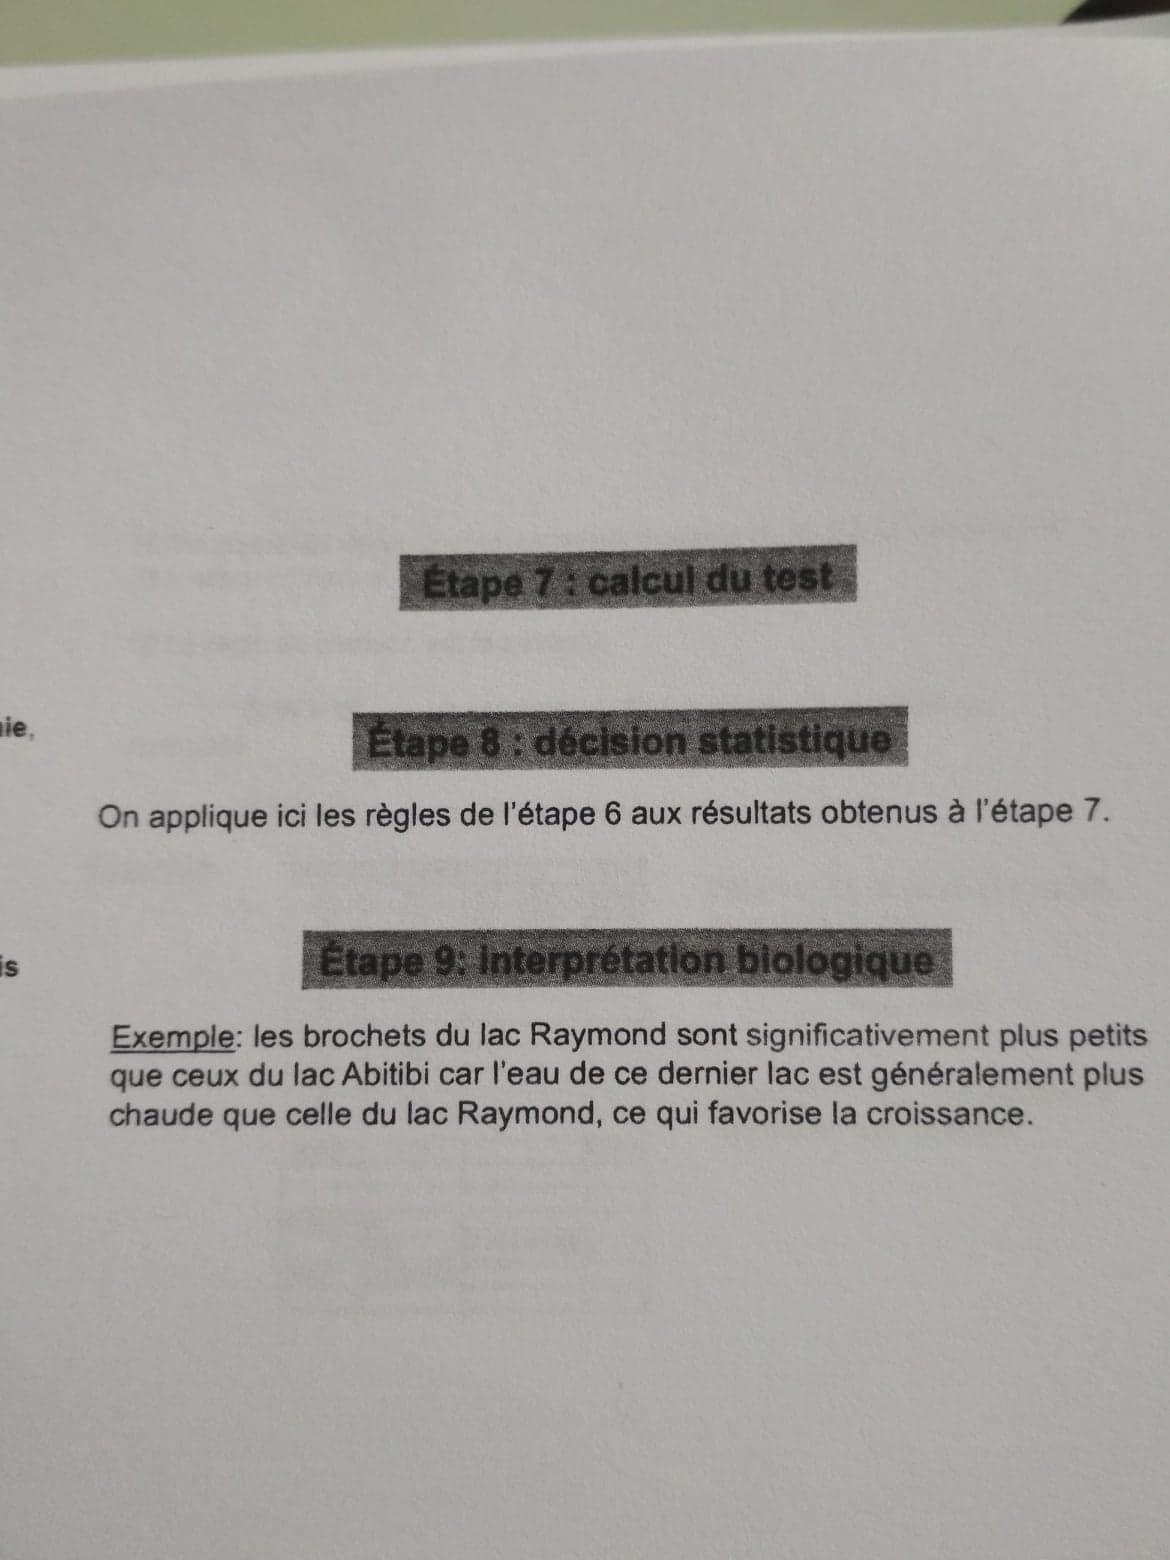 Étape 7 : calcul du test
Étape 8 : décision statistique
On applique ici les règles de l'étape 6 aux résultats obtenus à l'étape 7.
Étape 9: interprétation biologique
Exemple: les brochets du lac Raymond sont significativement plus petits
que ceux du lac Abitibi car l'eau de ce dernier lac est généralement plus
chaude que celle du lac Raymond, ce qui favorise la croissance.